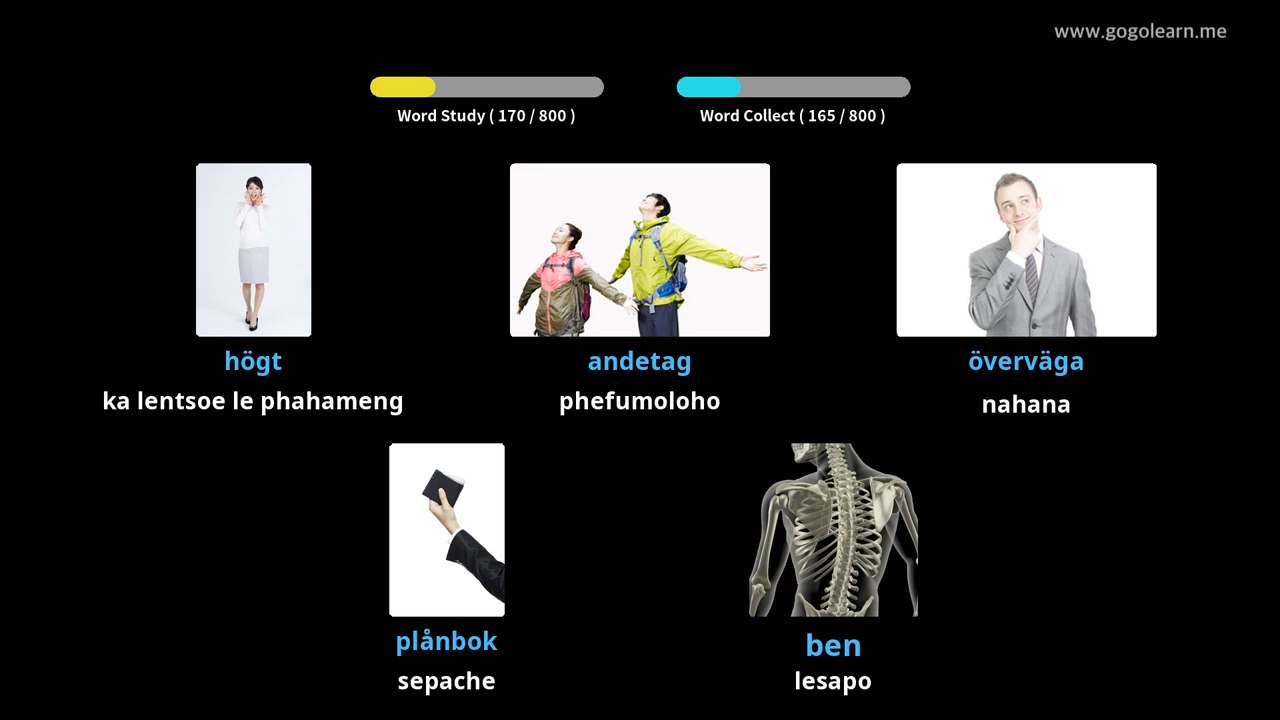 www.gogolearn.me
Word Study ( 170 / 800 )
Word Collect ( 165 / 800 )
högt
andetag
överväga
ka lentsoe le phahameng
phefumoloho
nahana
plånbok
ben
sepache
lesapo